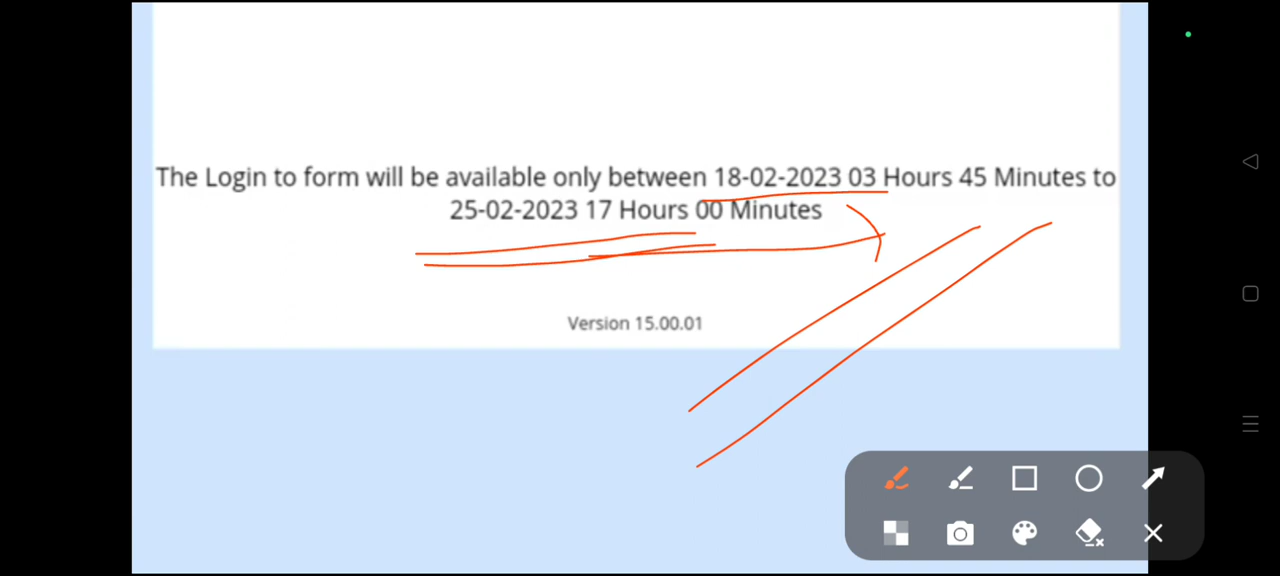 The Login to form will be available only between 18-02-2023 03 Hours 45 Minutes to
25-02-2023 17 Hours 00 Minutes
Version 15.00.01